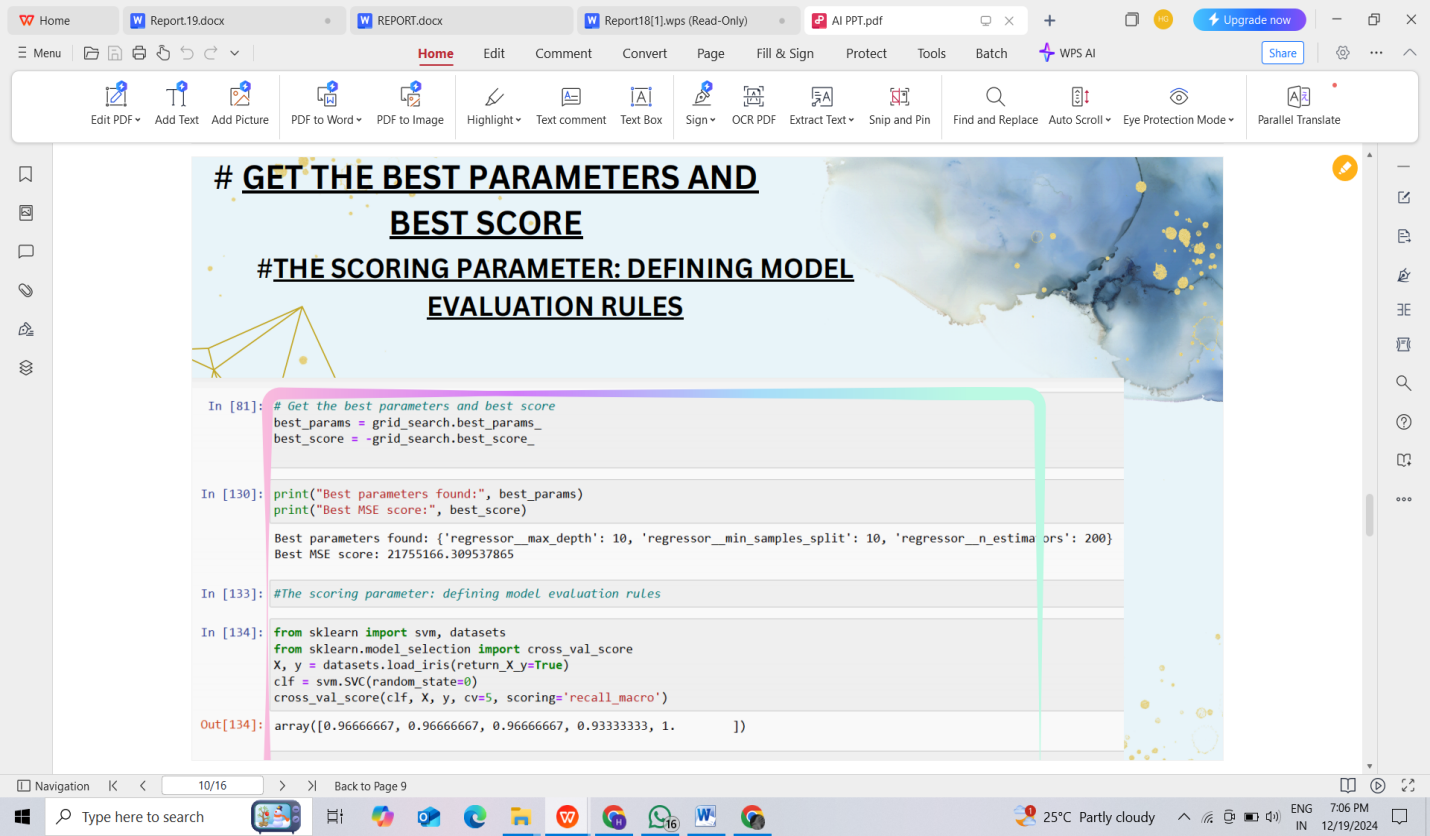 Home
Report.19.docx
REPORT.docx
Report18[1].wps (Read-Only)
AI PPT.pdf
HG
Upgrade now
Menu
Home
Edit
Comment
Convert
Page
Fill & Sign
Protect
Tools
Batch
WPS AI
Share
Edit PDF
Add Text
Add Picture
PDF to Word
PDF to Image
Highlight
Text comment
Text Box
Sign
OCR PDF
Extract Text
Snip and Pin
Find and Replace
Auto Scroll
Eye Protection Mode
Parallel Translate
# GET THE BEST PARAMETERS AND
BEST SCORE
#THE SCORING PARAMETER: DEFINING MODEL
EVALUATION RULES
In [81]: # Get the best parameters and best score
best_params = grid_search.best_params_
best_score = -grid_search.best_score_
In [130]: print("Best parameters found:", best_params)
print("Best MSE score:", best_score)
Best parameters found: {'regressor__max_depth': 10, 'regressor__min_samples_split': 10, 'regressor__n_estimators': 200}
Best MSE score: 21755166.309537865
In [133]: #The scoring parameter: defining model evaluation rules
In [134]: from sklearn import svm, datasets
from sklearn.model_selection import cross_val_score
X, y = datasets.load_iris(return_X_y=True)
clf = svm.SVC(random_state=0)
cross_val_score(clf, X, y, cv=5, scoring='recall_macro')
Out[134]: array([0.96666667, 0.96666667, 0.96666667, 0.93333333, 1. ])
Navigation
10/16
Back to Page 9
Type here to search
16
1
25°C Partly cloudy
ENG
IN
7:06 PM
12/19/2024